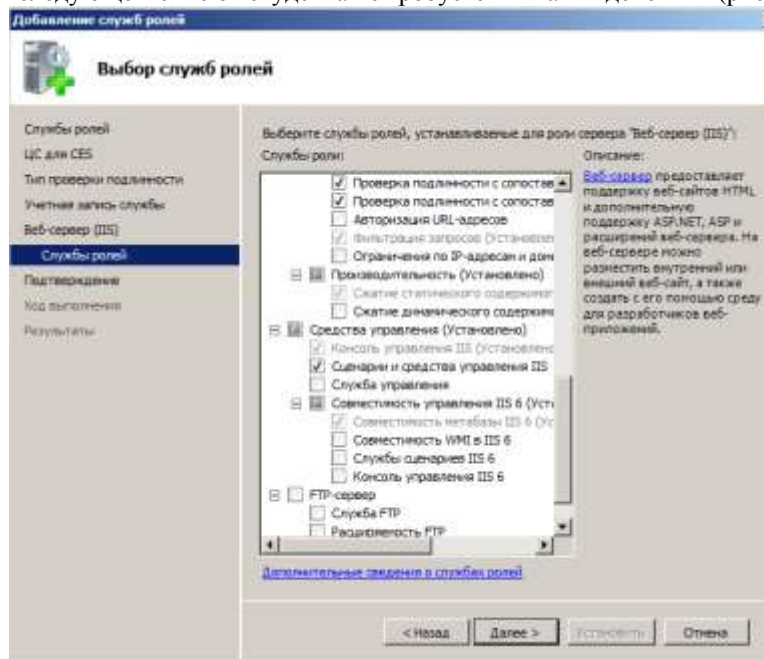 Добавление служб ролей
Выбор служб ролей
Службы ролей
ЦС для CES
Тип проверки подлинности
Учетная запись службы
Веб-сервер (IIS)
Службы ролей
Подтверждение
Ход выполнения
Результаты
Выберите службы ролей, устанавливаемые для роли сервера "Веб-сервер (IIS)":
Службы роли:
Проверка подлинности с сопостав
Проверка подлинности с сопостав
Авторизация URL-адресов
Фильтрация запросов (Установлен
Ограничения по IP-адресам и доме
Производительность (Установлено)
Сжатие статического содержимог
Сжатие динамического содержим
Средства управления (Установлено)
Консоль управления IIS (Установлено
Сценарии и средства управления IIS
Служба управления
Совместимость управления IIS 6 (Уст
Совместимость метабазы IIS 6 (Ус
Совместимость WMI в IIS 6
Службы сценариев IIS 6
Консоль управления IIS 6
FTP-сервер
Служба FTP
Расширяемость FTP
Дополнительные сведения о службах ролей
Описание:
Веб-сервер предоставляет
поддержку веб-сайтов HTML
и дополнительную
поддержку ASP.NET, ASP и
расширений веб-сервера. На
веб-сервере можно
разместить внутренний или
внешний веб-сайт, а также
создать с его помощью среду
для разработчиков веб-
приложений.
< Назад
Далее >
Установить
Отмена